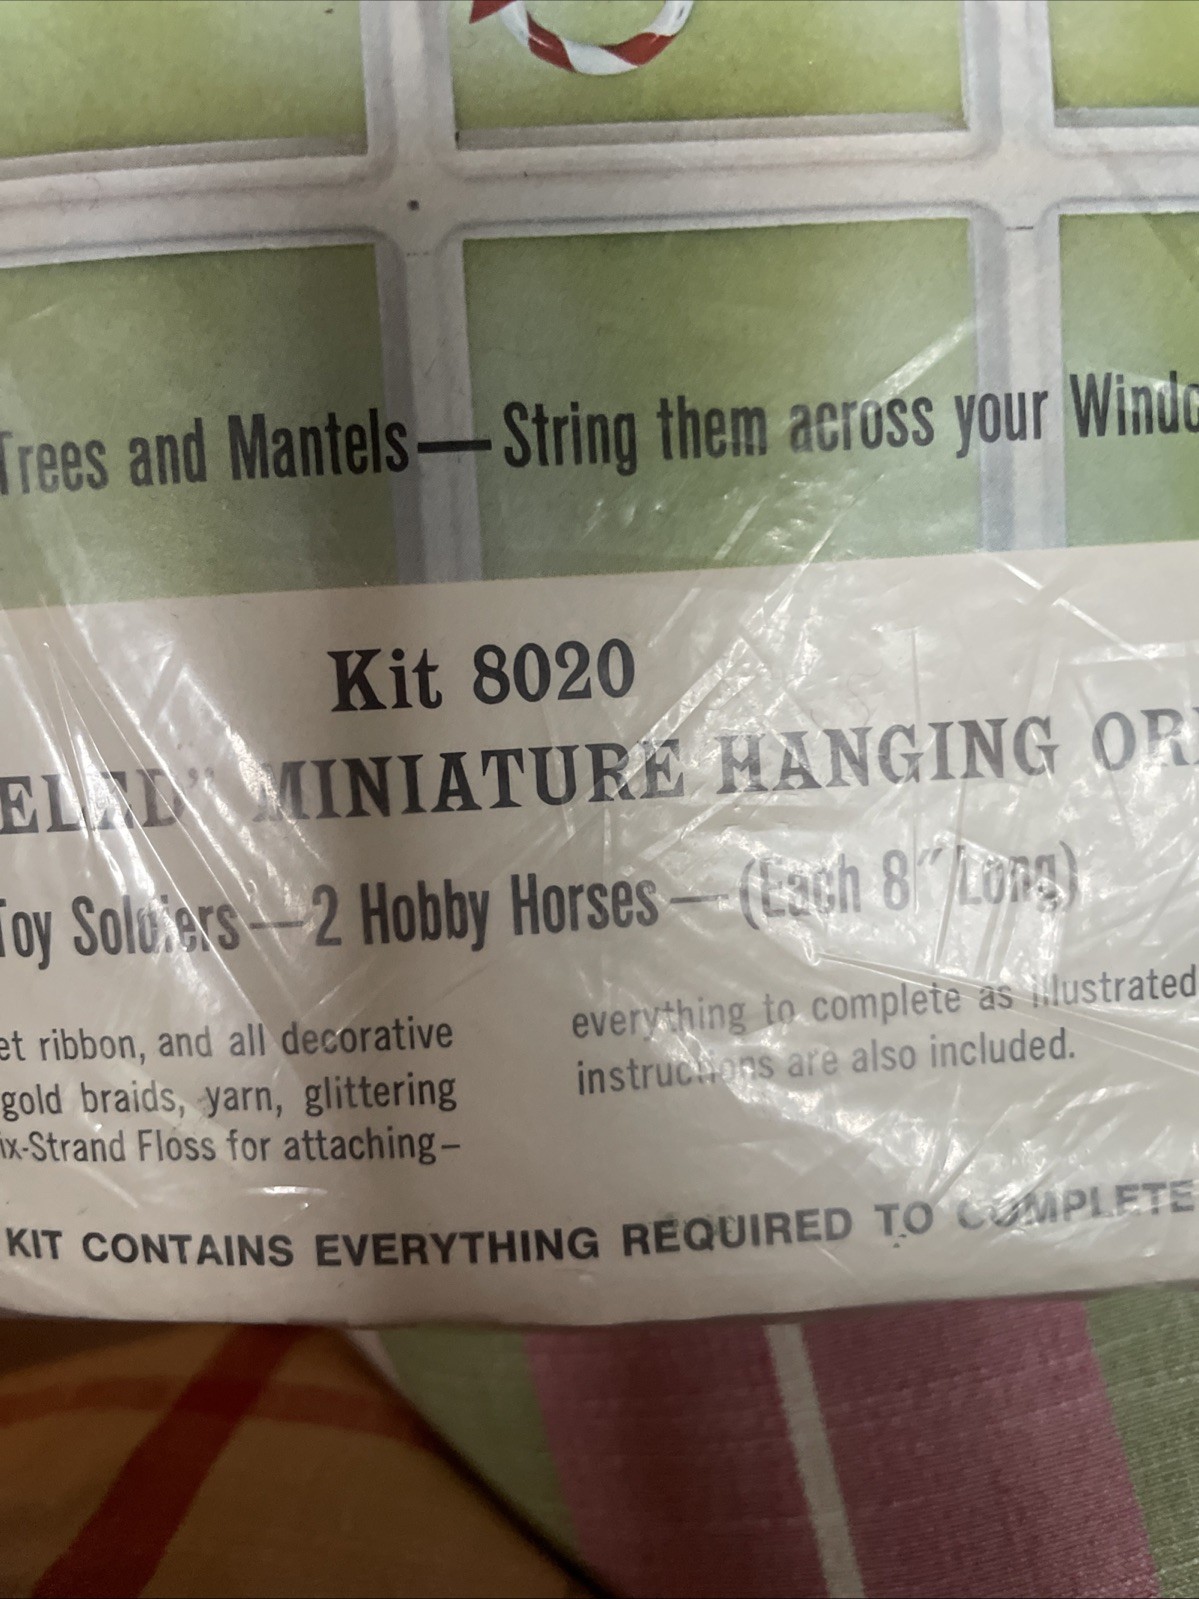 Trees and Mantels—String them across your Windo
Kit 8020
ELED" MINIATURE HANGING OR
Toy Soldiers—2 Hobby Horses—(Each 8" Long)
et ribbon, and all decorative
gold braids, yarn, glittering
ix-Strand Floss for attaching–
everything to complete as illustrated
instructions are also included.
KIT CONTAINS EVERYTHING REQUIRED TO COMPLETE